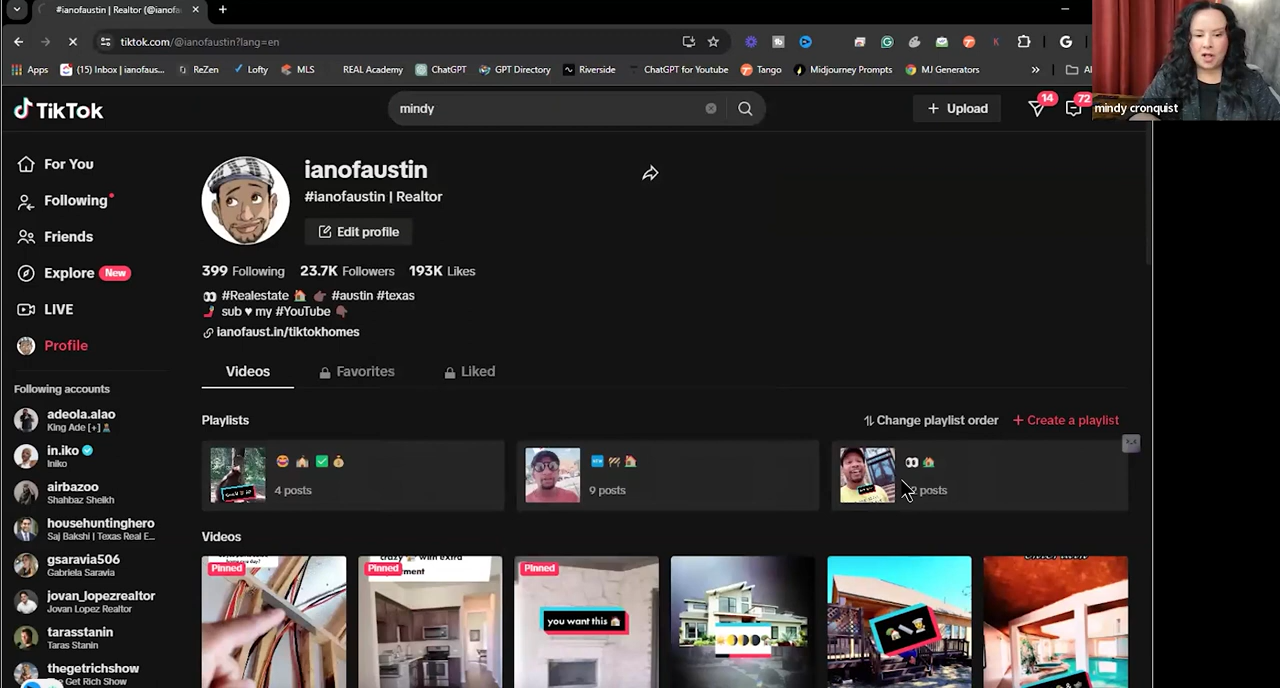 #ianofaustin | Realtor (@ianofa
tiktok.com/@ianofaustin?lang=en
Apps
(15) Inbox | ianofaus...
ReZen
Lofty
MLS
REAL Academy
ChatGPT
GPT Directory
Riverside
ChatGPT for Youtube
Tango
Midjourney Prompts
MJ Generators
mindy cronquist
TikTok
mindy
+ Upload
14
72
For You
Following
Friends
Explore New
LIVE
Profile
Following accounts
adeola.alao
King Ade [+]
in.iko
Iniko
airbazoo
Shahbaz Sheikh
househuntinghero
Saj Bakshi | Texas Real E...
gsaravia506
Gabriela Saravia
jovan_lopezrealtor
Jovan Lopez Realtor
tarasstanin
Taras Stanin
thegetrichshow
The Get Rich Show
ianofaustin
#ianofaustin | Realtor
Edit profile
399 Following 23.7K Followers 193K Likes
👀 #Realestate 🏠 #austin #texas
sub ♥ my #YouTube
ianofaust.in/tiktokhomes
Videos Favorites Liked
Playlists
Change playlist order
+ Create a playlist
4 posts
🆕 🚧 🏠
9 posts
👀 🏠
posts
Videos
Pinned
Pinned
Pinned
you want this 🏠